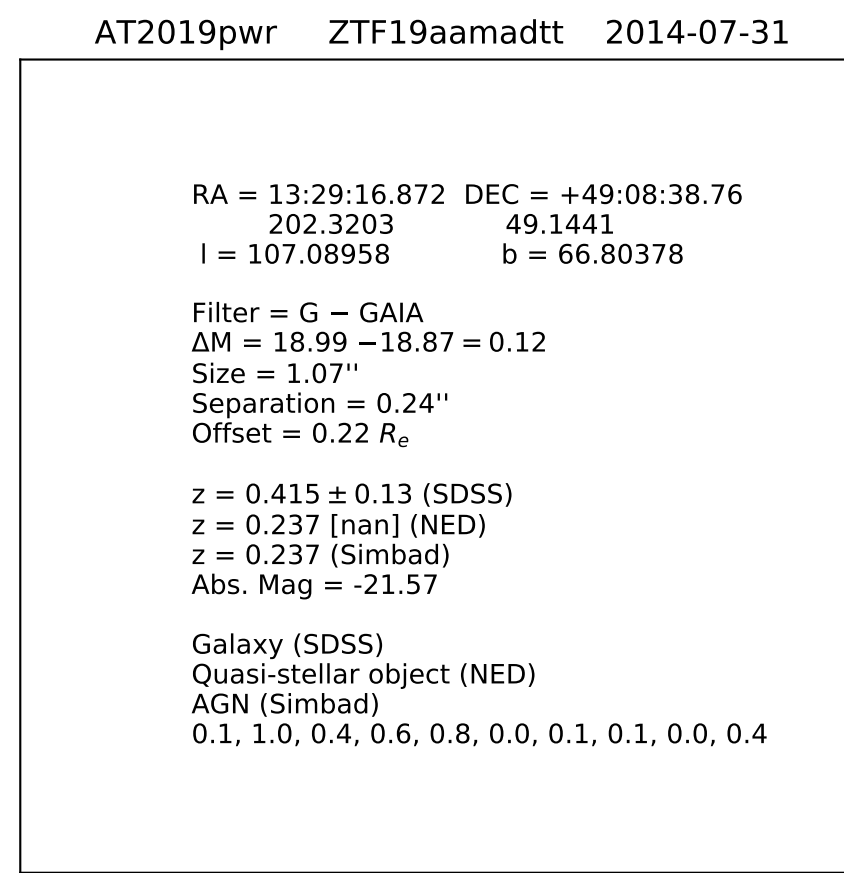 AT2019pwr ZTF19aamadtt 2014-07-31
RA = 13:29:16.872 DEC = +49:08:38.76
202.3203 49.1441
l = 107.08958 b = 66.80378
Filter = G − GAIA
ΔM = 18.99 −18.87 = 0.12
Size = 1.07''
Separation = 0.24''
Offset = 0.22 Rₑ
z = 0.415 ± 0.13 (SDSS)
z = 0.237 [nan] (NED)
z = 0.237 (Simbad)
Abs. Mag = -21.57
Galaxy (SDSS)
Quasi-stellar object (NED)
AGN (Simbad)
0.1, 1.0, 0.4, 0.6, 0.8, 0.0, 0.1, 0.1, 0.0, 0.4